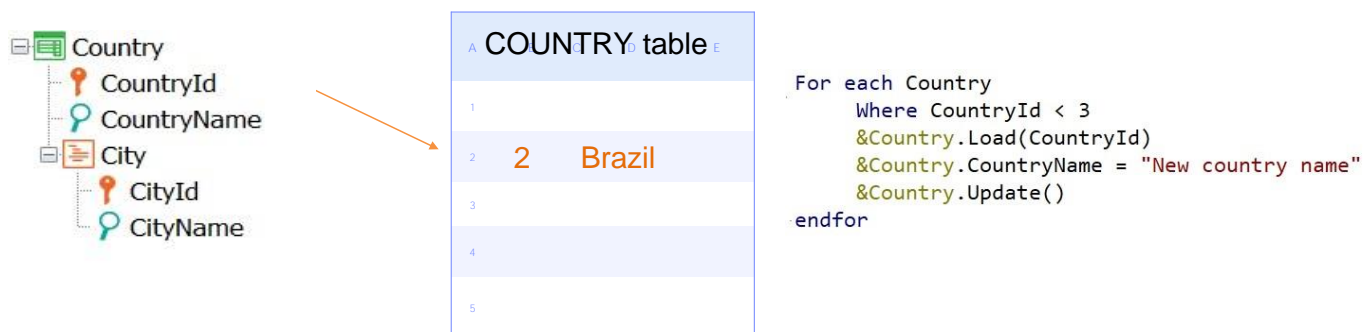 Country
CountryId
CountryName
City
CityId
CityName
COUNTRY table
A B C D E
1
2 2 Brazil
3
4
5
For each Country
Where CountryId < 3
&Country.Load(CountryId)
&Country.CountryName = "New country name"
&Country.Update()
endfor